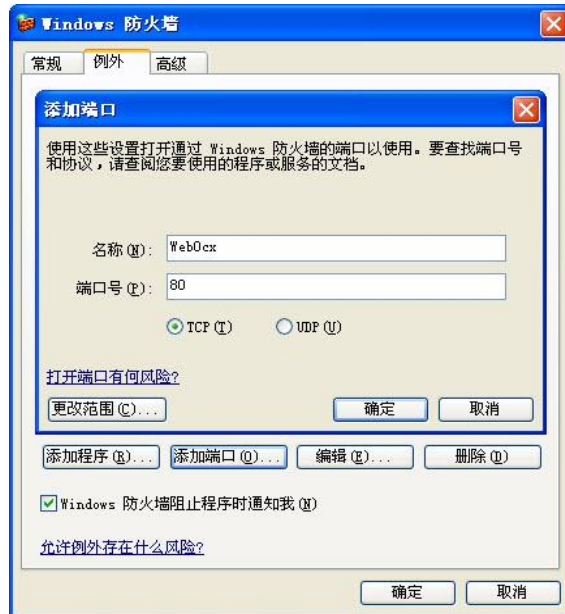 Windows 防火墙
常规
例外
高级
添加端口
使用这些设置打开通过 Windows 防火墙的端口以使用。要查找端口号
和协议，请查阅您要使用的程序或服务的文档。
名称(N):
WebOcx
端口号(P):
80
TCP(T)
UDP(U)
打开端口有何风险?
更改范围(C)...
确定
取消
添加程序(R)...
添加端口(O)...
编辑(E)...
删除(D)
Windows 防火墙阻止程序时通知我(N)
允许例外存在什么风险?
确定
取消